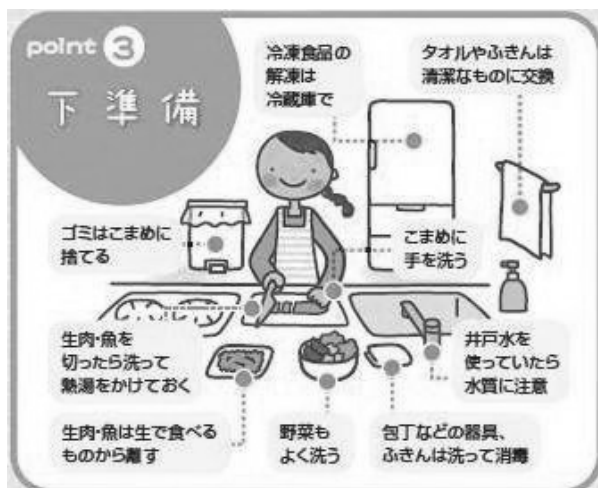 point 3
下準備
冷凍食品の
解凍は
冷蔵庫で
タオルやふきんは
清潔なものに交換
ゴミはこまめに
捨てる
こまめに
手を洗う
生肉・魚を
切ったら洗って
熱湯をかけておく
井戸水を
使っていたら
水質に注意
生肉・魚は生で食べる
ものから離す
野菜も
よく洗う
包丁などの器具、
ふきんは洗って消毒